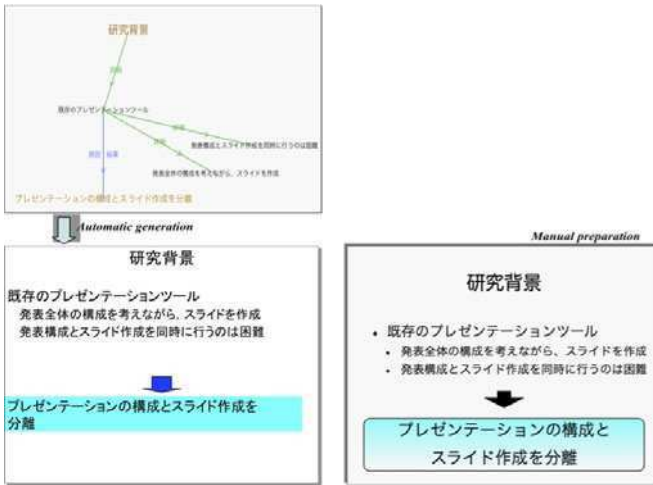 研究背景
既存のプレゼンテーションツール
発表構成とスライド作成を同時に行うのは困難
発表全体の構成を考えながら、スライドを作成
プレゼンテーションの構成とスライド作成を分離
Automatic generation
研究背景
既存のプレゼンテーションツール
発表全体の構成を考えながら、スライドを作成
発表構成とスライド作成を同時に行うのは困難
プレゼンテーションの構成とスライド作成を
分離
Manual preparation
研究背景
• 既存のプレゼンテーションツール
• 発表全体の構成を考えながら、スライドを作成
• 発表構成とスライド作成を同時に行うのは困難
プレゼンテーションの構成と
スライド作成を分離